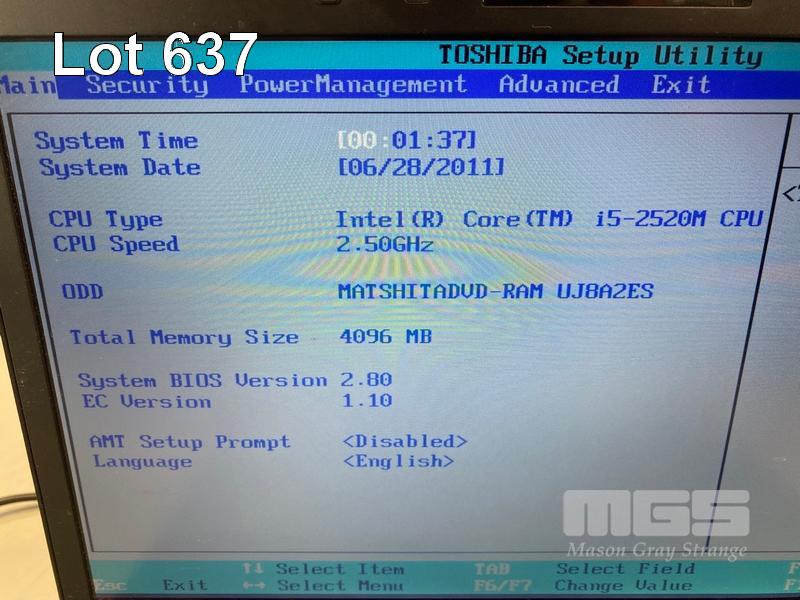 Lot 637
TOSHIBA Setup Utility
Main Security PowerManagement Advanced Exit
System Time [00:01:37]
System Date [06/28/2011]
CPU Type Intel(R) Core(TM) i5-2520M CPU
CPU Speed 2.50GHz
ODD MATSHITADVD-RAM UJ8A2ES
Total Memory Size 4096 MB
System BIOS Version 2.80
EC Version 1.10
AMT Setup Prompt <Disabled>
Language <English>
MGS
Mason Gray Strange
↑↓ Select Item TAB Select Field
Esc Exit ←→ Select Menu F6/F7 Change Value